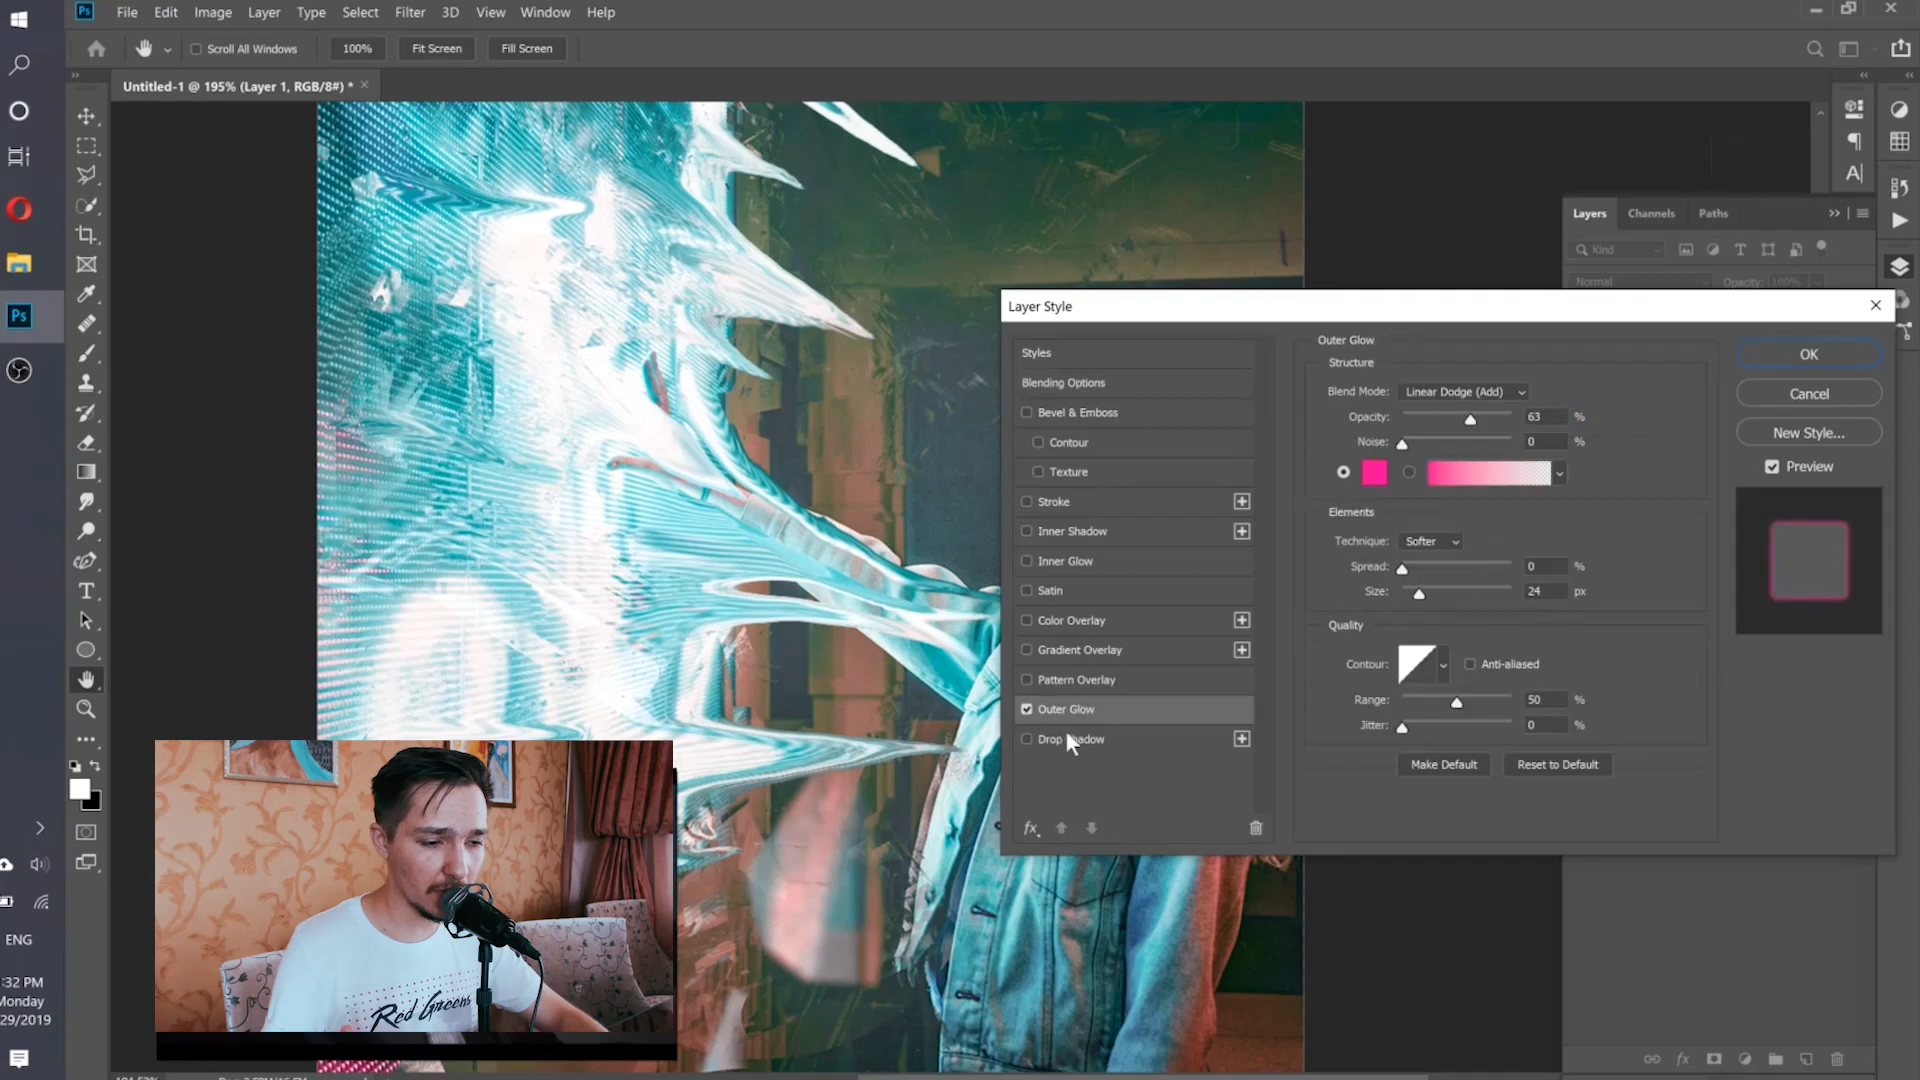 Ps File Edit Image Layer Type Select Filter 3D View Window Help
Scroll All Windows 100% Fit Screen Fill Screen
Untitled-1 @ 195% (Layer 1, RGB/8#) *
Layers Channels Paths
Kind
Normal Opacity: 100%
Layer Style
Styles
Blending Options
Bevel & Emboss
Contour
Texture
Stroke
Inner Shadow
Inner Glow
Satin
Color Overlay
Gradient Overlay
Pattern Overlay
Outer Glow
Drop Shadow
fx
Outer Glow
Structure
Blend Mode: Linear Dodge (Add)
Opacity: 63 %
Noise: 0 %
Elements
Technique: Softer
Spread: 0 %
Size: 24 px
Quality
Contour: Anti-aliased
Range: 50 %
Jitter: 0 %
Make Default Reset to Default
OK
Cancel
New Style...
Preview
Ps
ENG
:32 PM
Monday
29/2019
Red Greens
fx